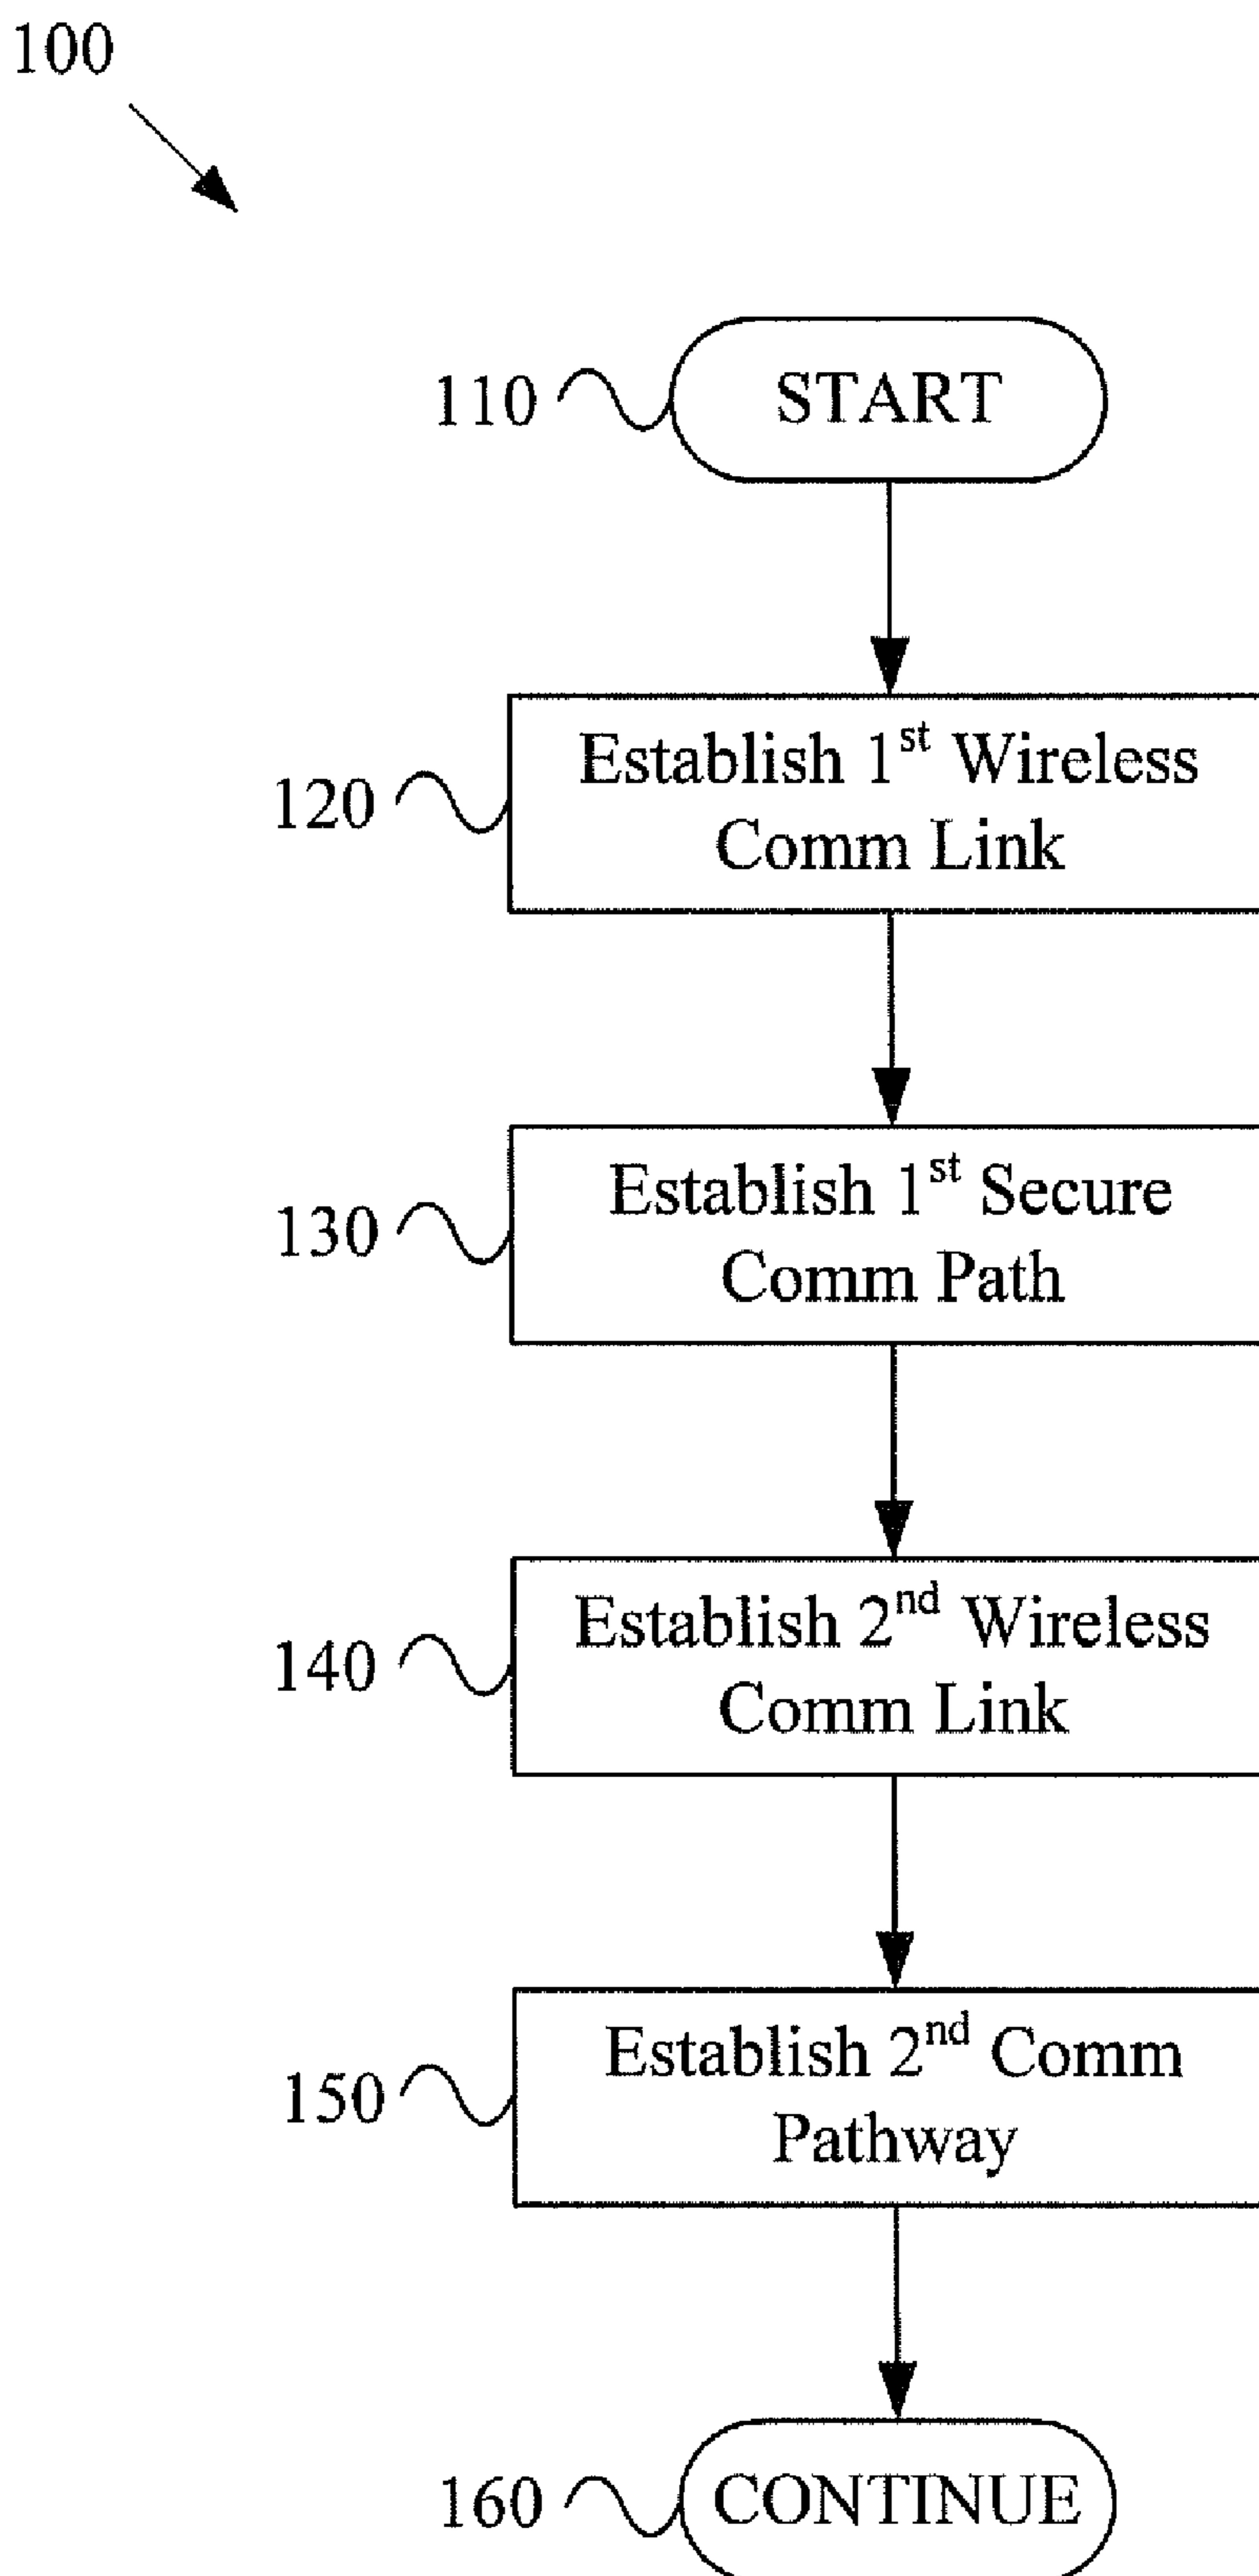 100
110 START
120 Establish 1st Wireless
Comm Link
130 Establish 1st Secure
Comm Path
140 Establish 2nd Wireless
Comm Link
150 Establish 2nd Comm
Pathway
160 CONTINUE